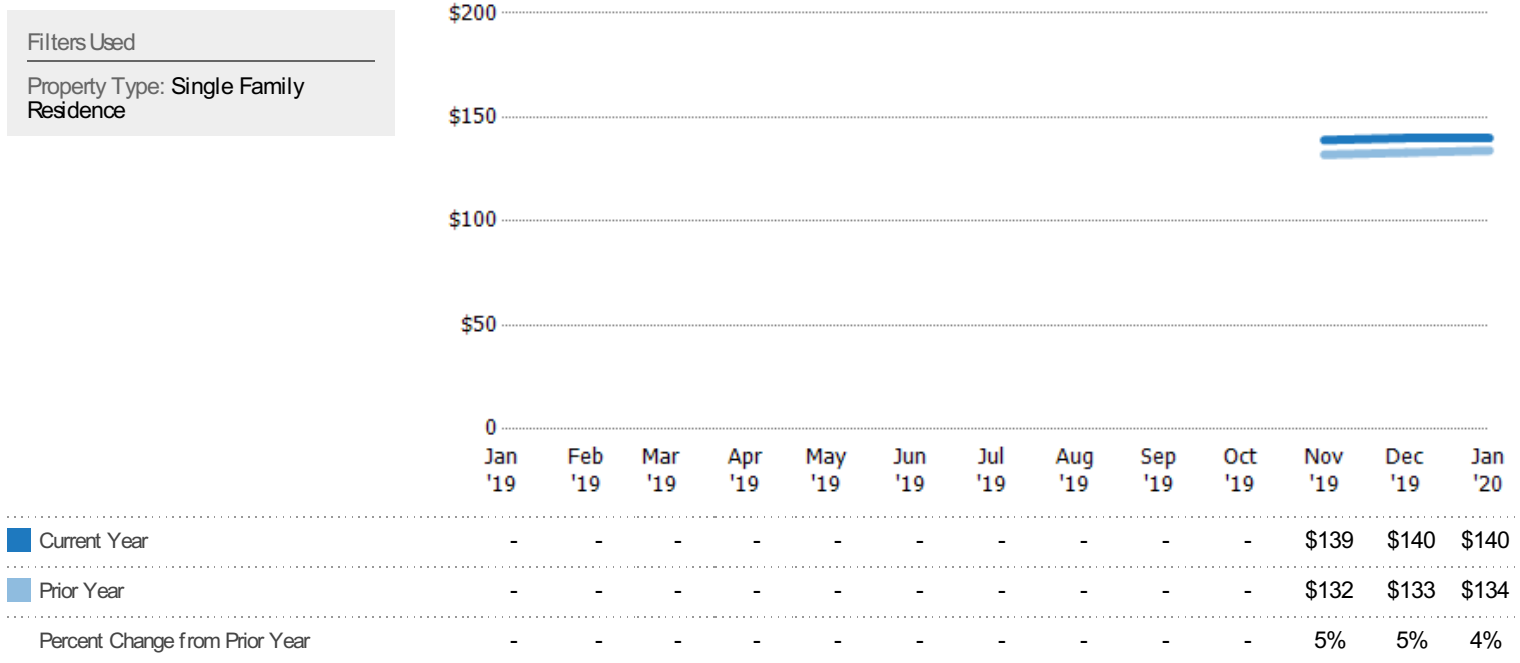 Filters Used
Property Type: Single Family
Residence
$200
$150
$100
$50
0
Jan Feb Mar Apr May Jun Jul Aug Sep Oct Nov Dec Jan
'19 '19 '19 '19 '19 '19 '19 '19 '19 '19 '19 '19 '20
Current Year - - - - - - - - - - $139 $140 $140
Prior Year - - - - - - - - - - $132 $133 $134
Percent Change from Prior Year - - - - - - - - - - 5% 5% 4%